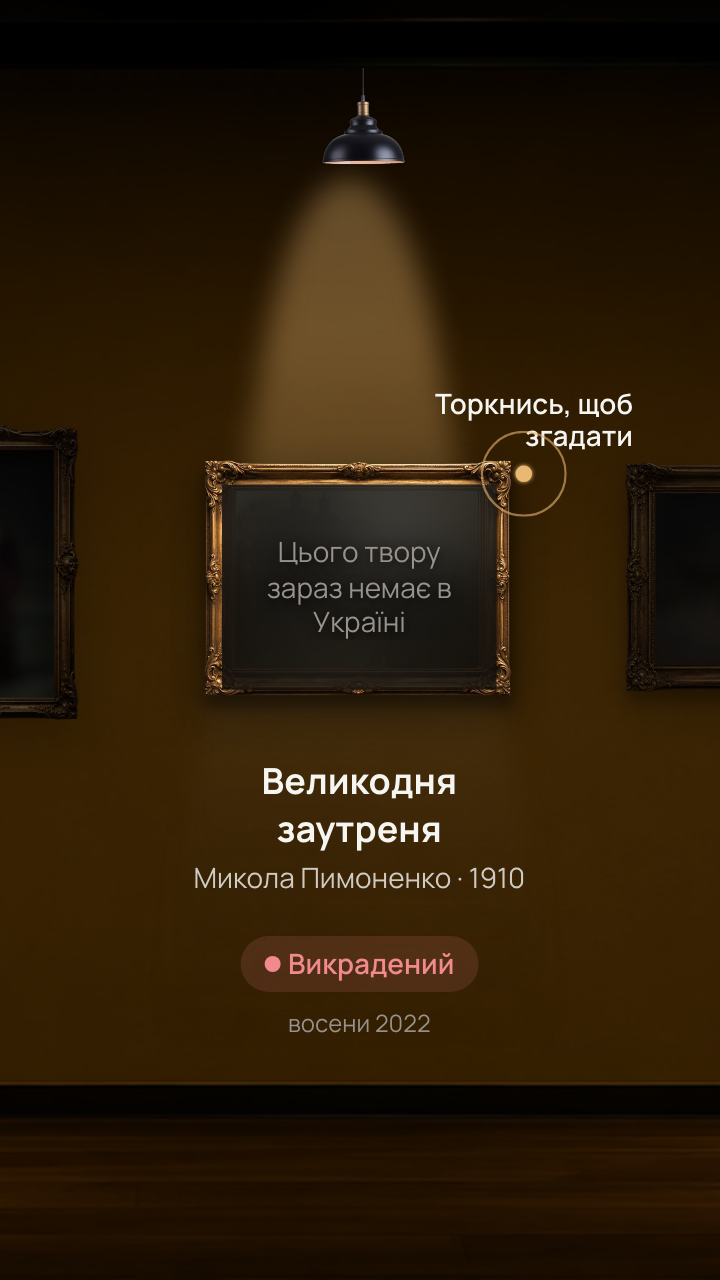 Торкнись, щоб
згадати
Цього твору
зараз немає в
Україні
Великодня
заутреня
Микола Пимоненко · 1910
Викрадений
восени 2022